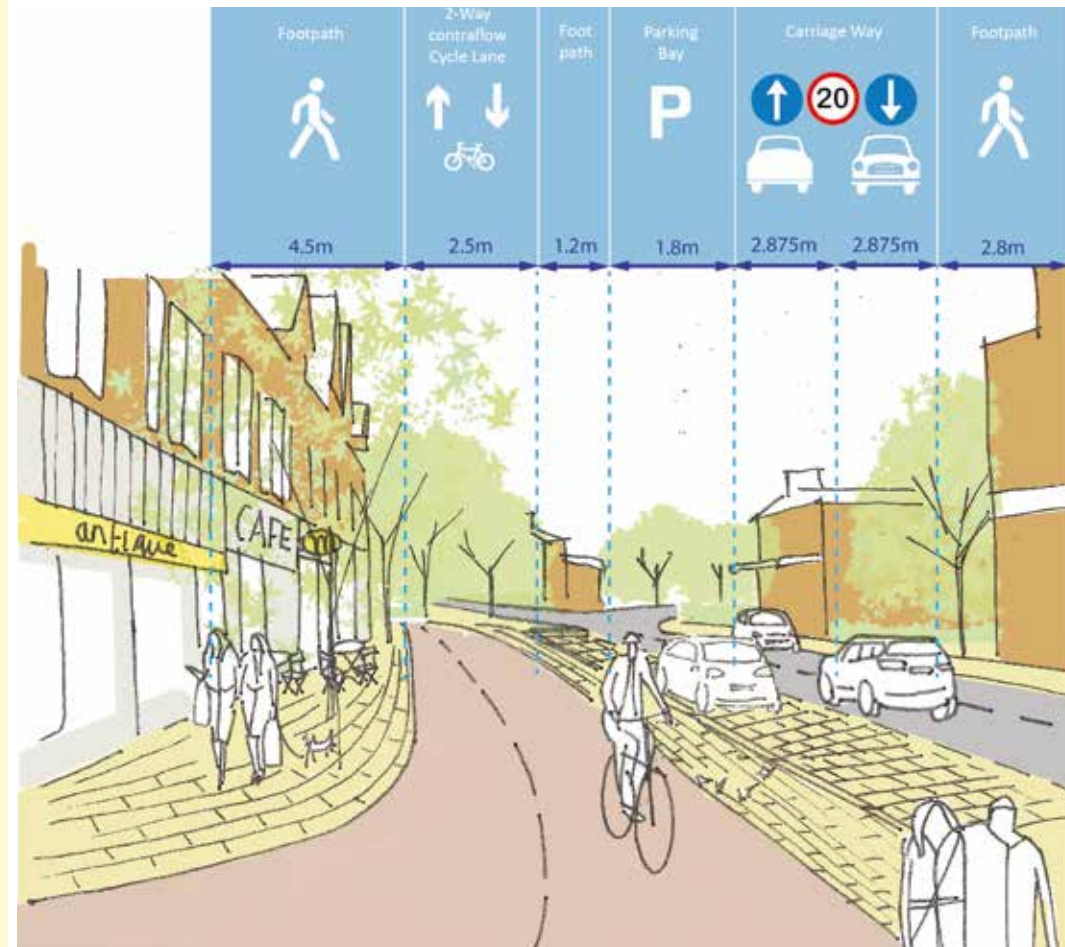 Footpath
2-Way
contraflow
Cycle Lane
Foot
path
Parking
Bay
Carriage Way
Footpath
P
20
4.5m
2.5m
1.2m
1.8m
2.875m
2.875m
2.8m
antique
CAFE
m